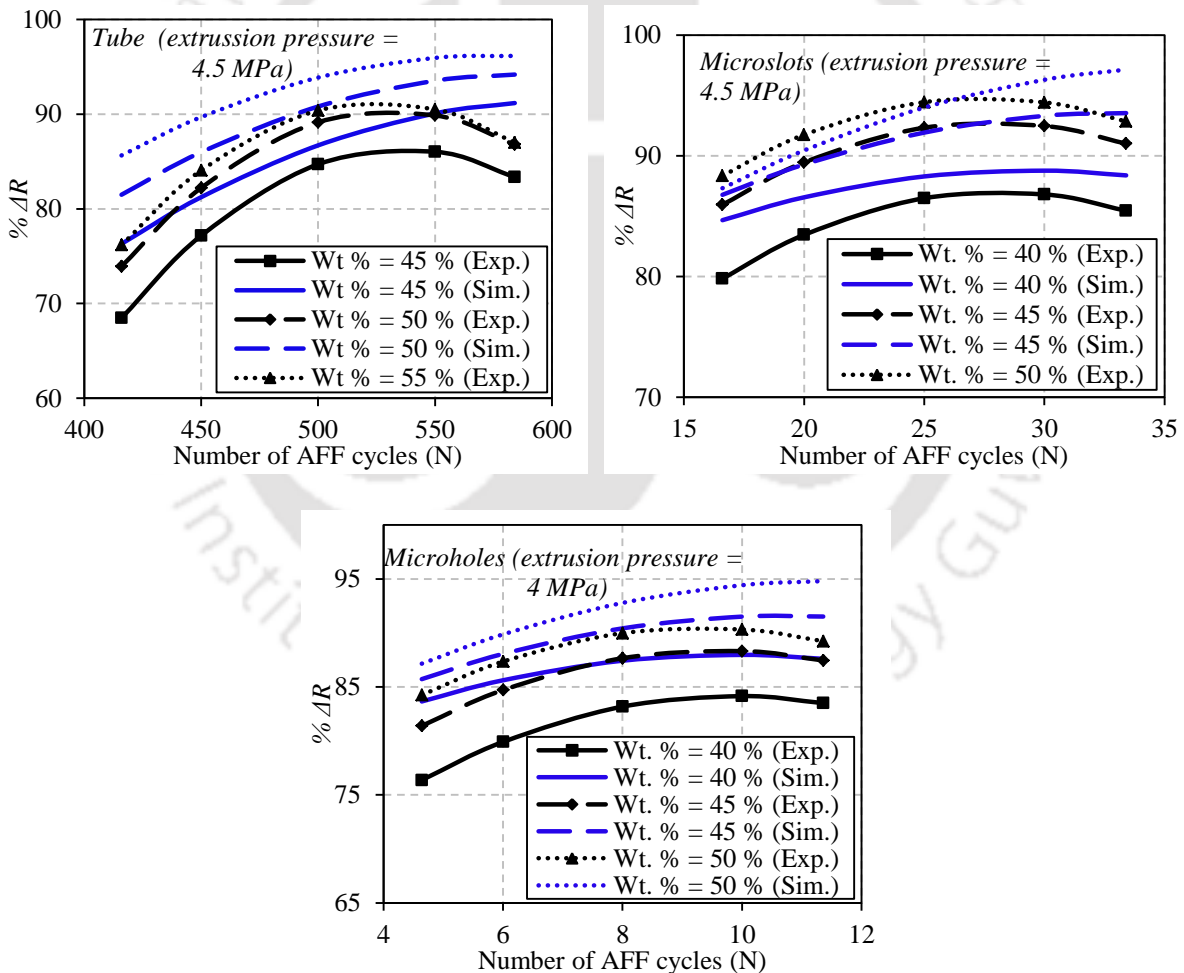 Tube (extrussion pressure =
4.5 MPa)
% ΔR
100
90
80
70
60
400
450
500
550
600
Number of AFF cycles (N)
Wt % = 45 % (Exp.)
Wt % = 45 % (Sim.)
Wt % = 50 % (Exp.)
Wt % = 50 % (Sim.)
Wt % = 55 % (Exp.)
Microslots (extrusion pressure =
4.5 MPa)
% ΔR
100
90
80
70
15
20
25
30
35
Number of AFF cycles (N)
Wt. % = 40 % (Exp.)
Wt. % = 40 % (Sim.)
Wt. % = 45 % (Exp.)
Wt. % = 45 % (Sim.)
Wt. % = 50 % (Exp.)
Microholes (extrusion pressure =
4 MPa)
% ΔR
95
85
75
65
4
6
8
10
12
Number of AFF cycles (N)
Wt. % = 40 % (Exp.)
Wt. % = 40 % (Sim.)
Wt. % = 45 % (Exp.)
Wt. % = 45 % (Sim.)
Wt. % = 50 % (Exp.)
Wt. % = 50 % (Sim.)